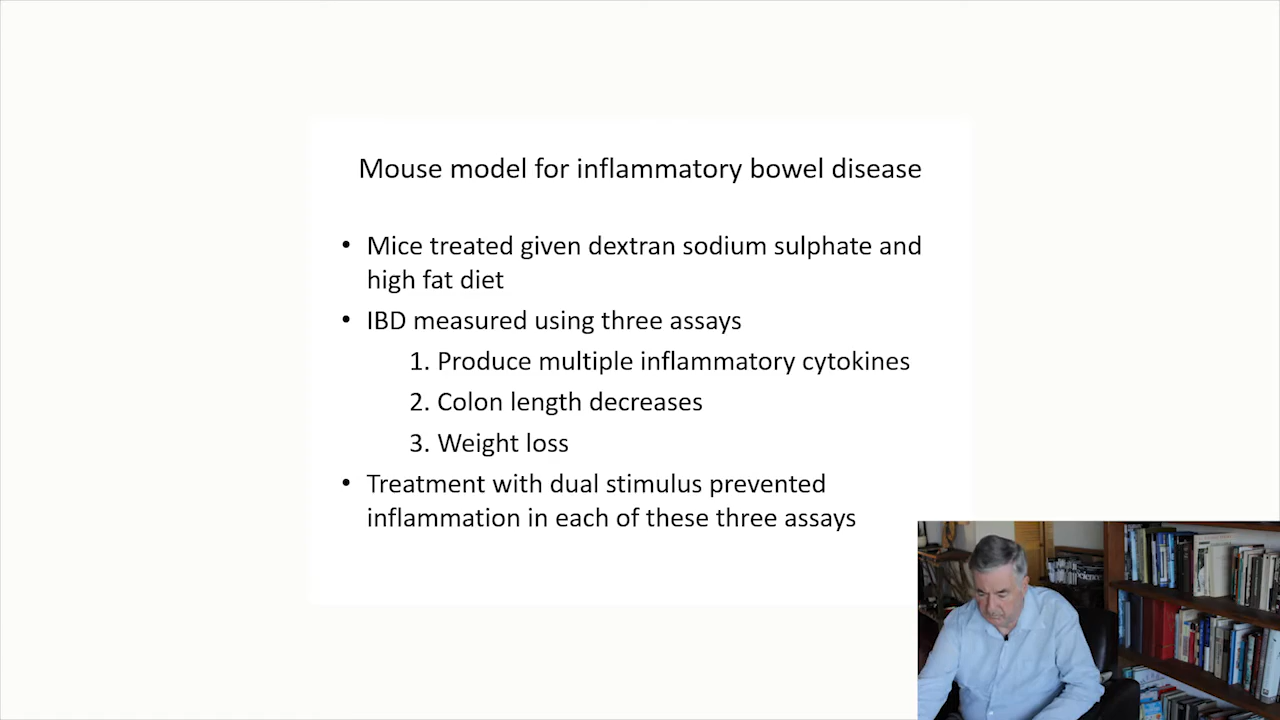 Mouse model for inflammatory bowel disease
• Mice treated given dextran sodium sulphate and
high fat diet
• IBD measured using three assays
1. Produce multiple inflammatory cytokines
2. Colon length decreases
3. Weight loss
• Treatment with dual stimulus prevented
inflammation in each of these three assays
Science